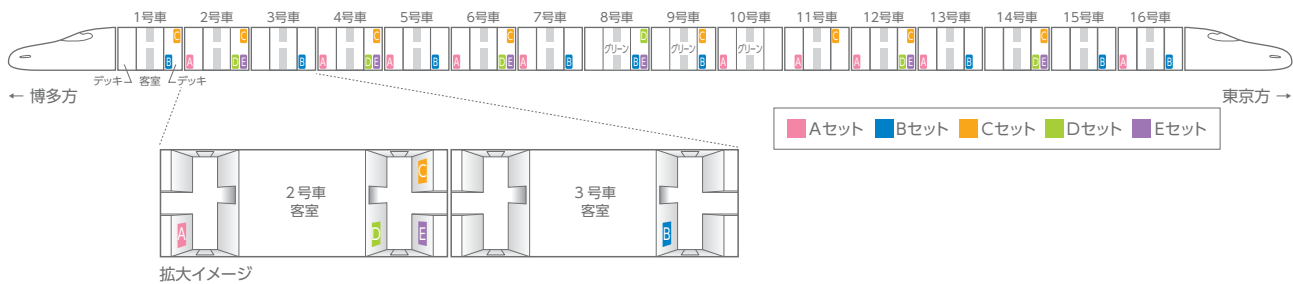 1号車 2号車 3号車 4号車 5号車 6号車 7号車 8号車 9号車 10号車 11号車 12号車 13号車 14号車 15号車 16号車
C C C C D C C C C
グリーン グリーン グリーン
B A D E B A D E A B A D E A B B E B A A E A D E A B D E B A B
デッキ 客室 デッキ
← 博多方 東京方 →
Aセット Bセット Cセット Dセット Eセット
C
2号車
客室
3号車
客室
A D E B
拡大イメージ